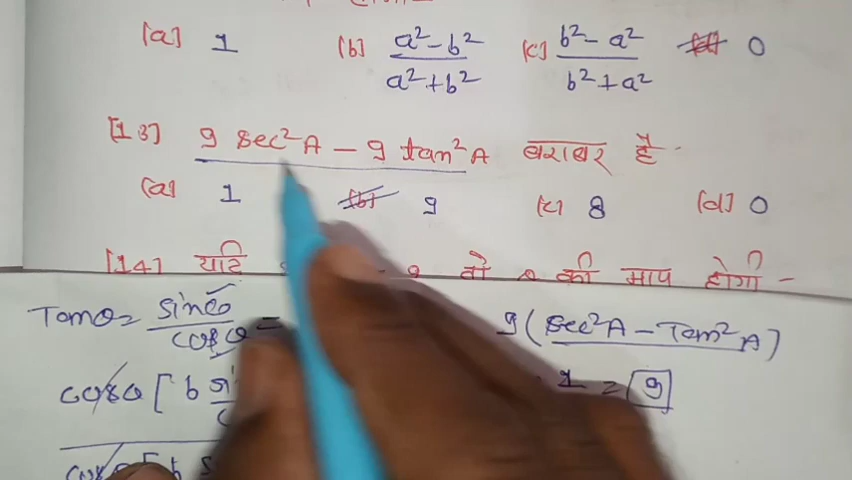 [a] 1 [b] a²-b² / a²+b² [c] b²-a² / b²+a² [d] 0
[13] 9 sec²A - 9 tan²A बराबर है
[a] 1 [b] 9 [c] 8 [d] 0
[14] यदि तो की माप होगी -
Tanθ = sinθ / cosθ =
9(sec²A - Tan²A)
1 = 9
cosθ [ b